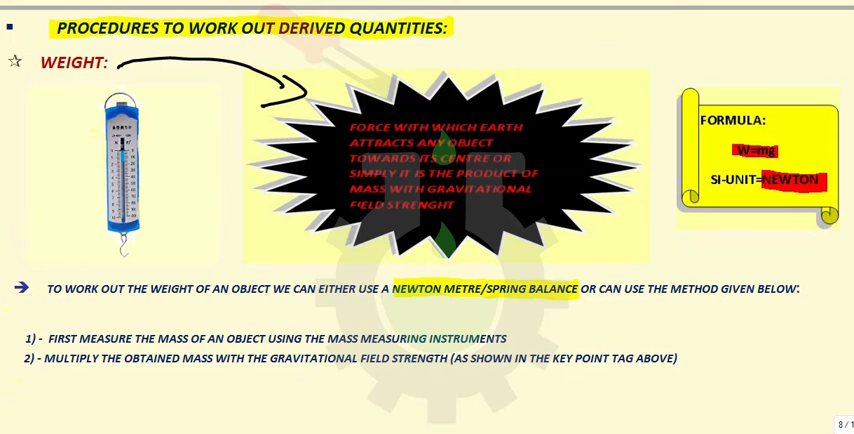 PROCEDURES TO WORK OUT DERIVED QUANTITIES:
WEIGHT:
FORCE WITH WHICH EARTH
ATTRACTS ANY OBJECT
TOWARDS ITS CENTRE OR
SIMPLY IT IS THE PRODUCT OF
MASS WITH GRAVITATIONAL
FIELD STRENGHT
FORMULA:
W=mg
SI-UNIT=NEWTON
TO WORK OUT THE WEIGHT OF AN OBJECT WE CAN EITHER USE A NEWTON METRE/SPRING BALANCE OR CAN USE THE METHOD GIVEN BELOW:
1) - FIRST MEASURE THE MASS OF AN OBJECT USING THE MASS MEASURING INSTRUMENTS
2) - MULTIPLY THE OBTAINED MASS WITH THE GRAVITATIONAL FIELD STRENGTH (AS SHOWN IN THE KEY POINT TAG ABOVE)
8 / 1